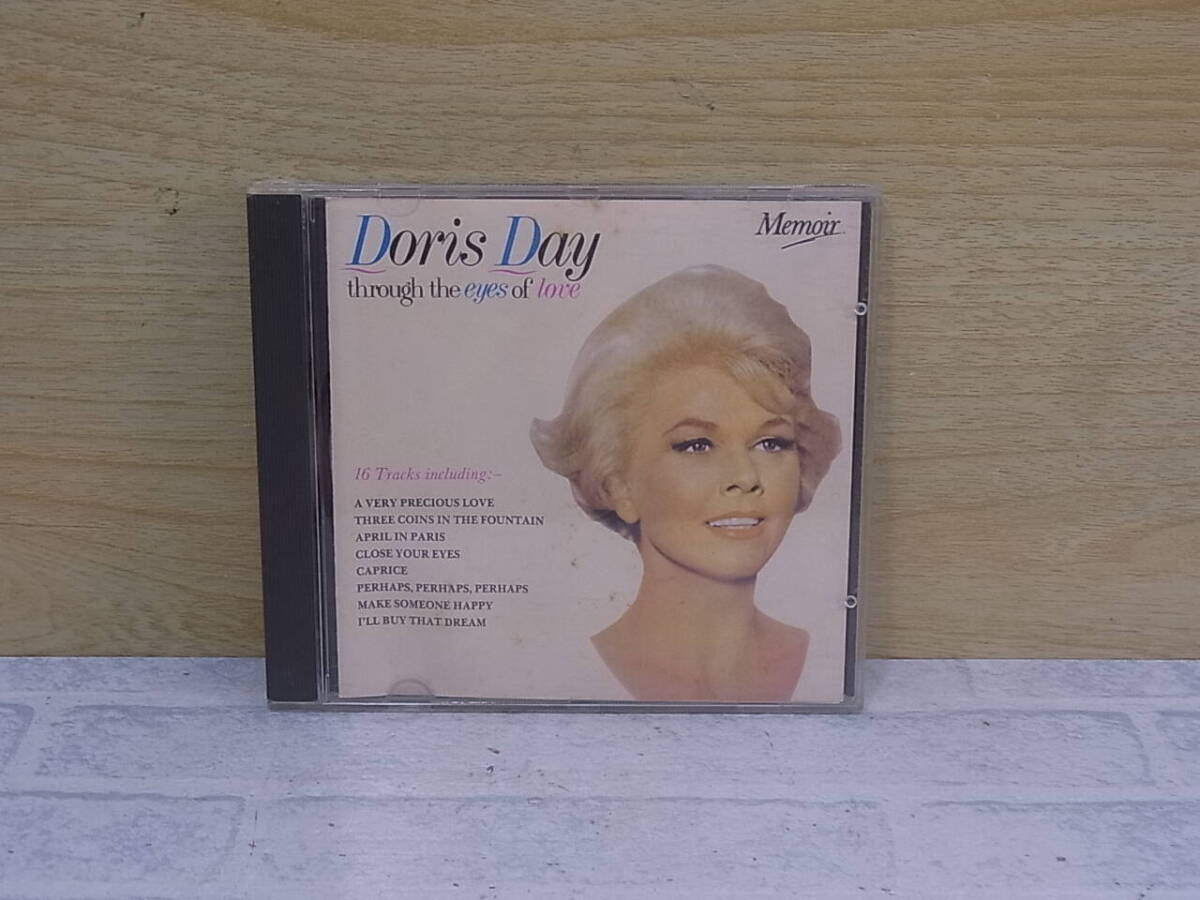 Doris Day
Memoir
through the eyes of love
16 Tracks including:-
A VERY PRECIOUS LOVE
THREE COINS IN THE FOUNTAIN
APRIL IN PARIS
CLOSE YOUR EYES
CAPRICE
PERHAPS, PERHAPS, PERHAPS
MAKE SOMEONE HAPPY
I'LL BUY THAT DREAM